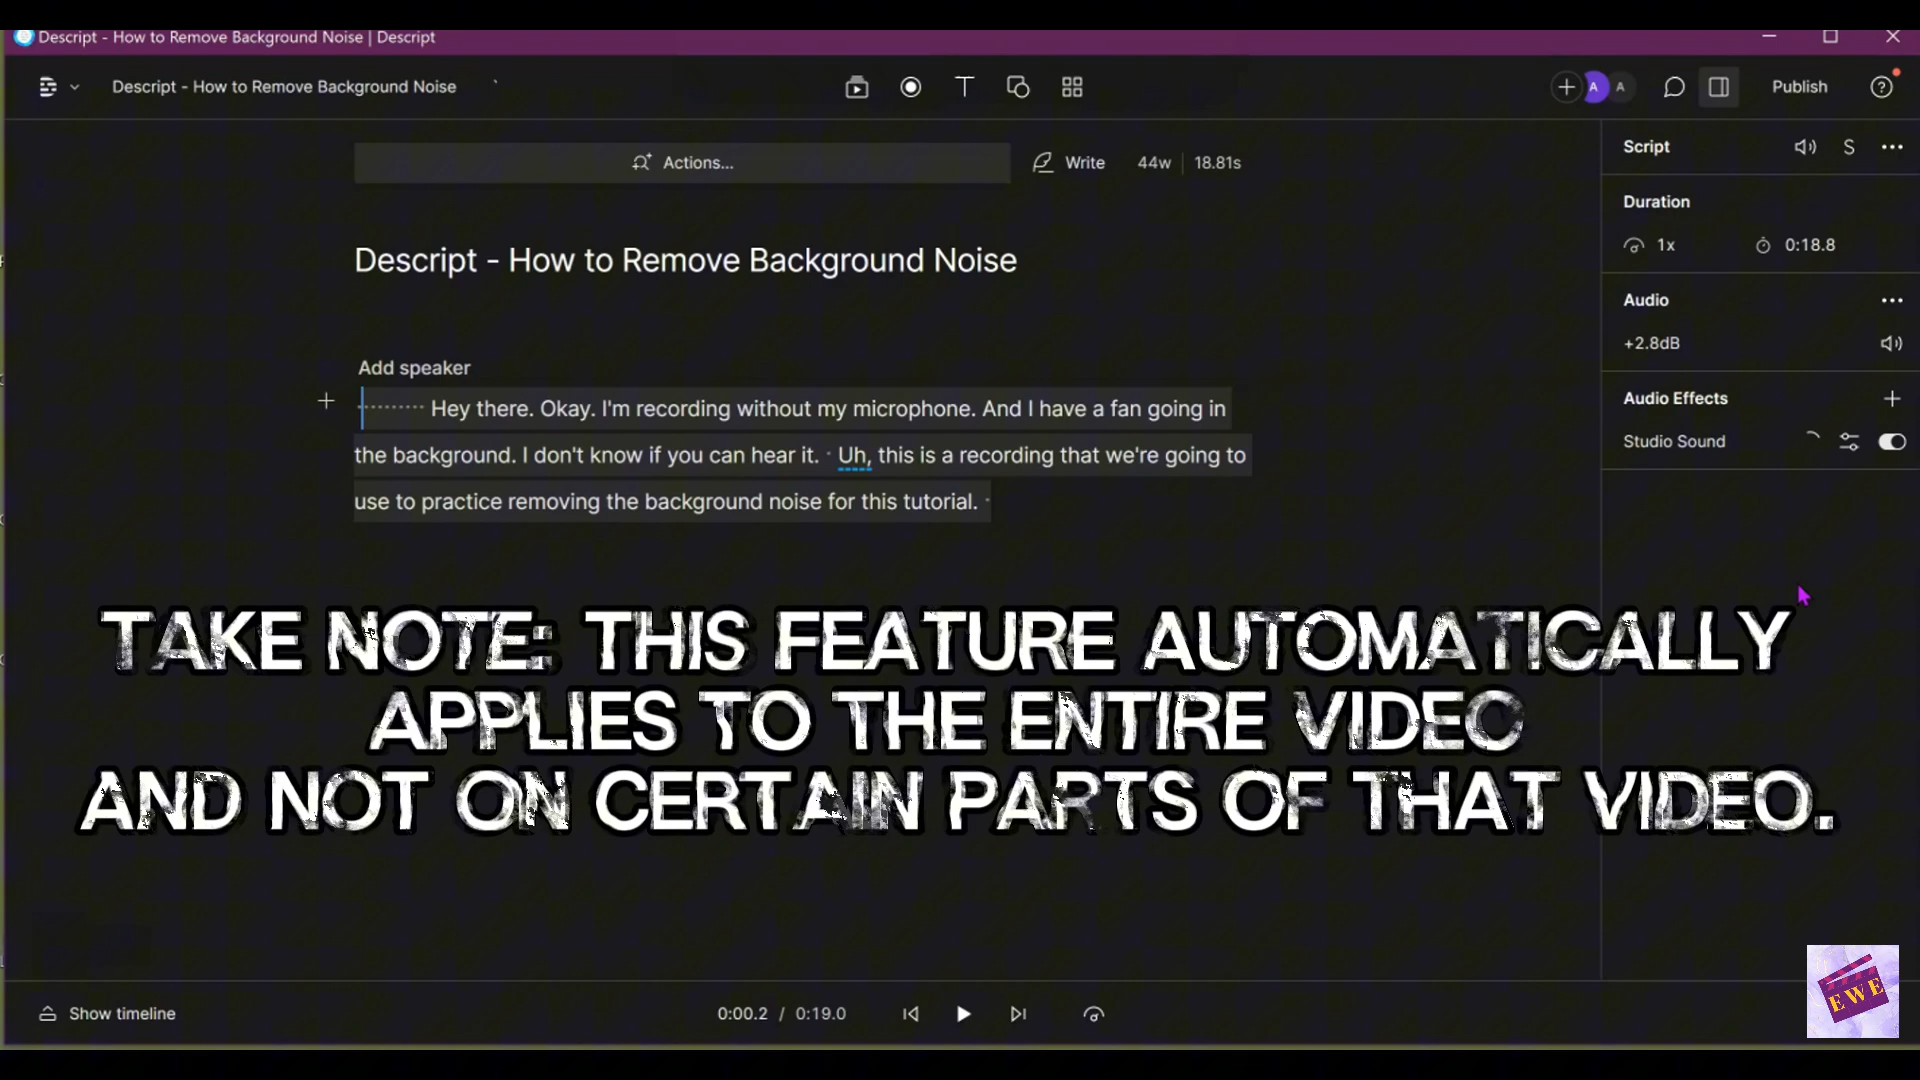 Descript - How to Remove Background Noise | Descript
Descript - How to Remove Background Noise
A
A
Publish
Actions...
Write
44w
18.81s
Script
S
Duration
1x
0:18.8
Descript - How to Remove Background Noise
Audio
+2.8dB
Add speaker
Audio Effects
Hey there. Okay. I'm recording without my microphone. And I have a fan going in
the background. I don't know if you can hear it. Uh, this is a recording that we're going to
Studio Sound
use to practice removing the background noise for this tutorial.
TAKE NOTE: THIS FEATURE AUTOMATICALLY
APPLIES TO THE ENTIRE VIDEO
AND NOT ON CERTAIN PARTS OF THAT VIDEO.
EWE
Show timeline
0:00.2 / 0:19.0